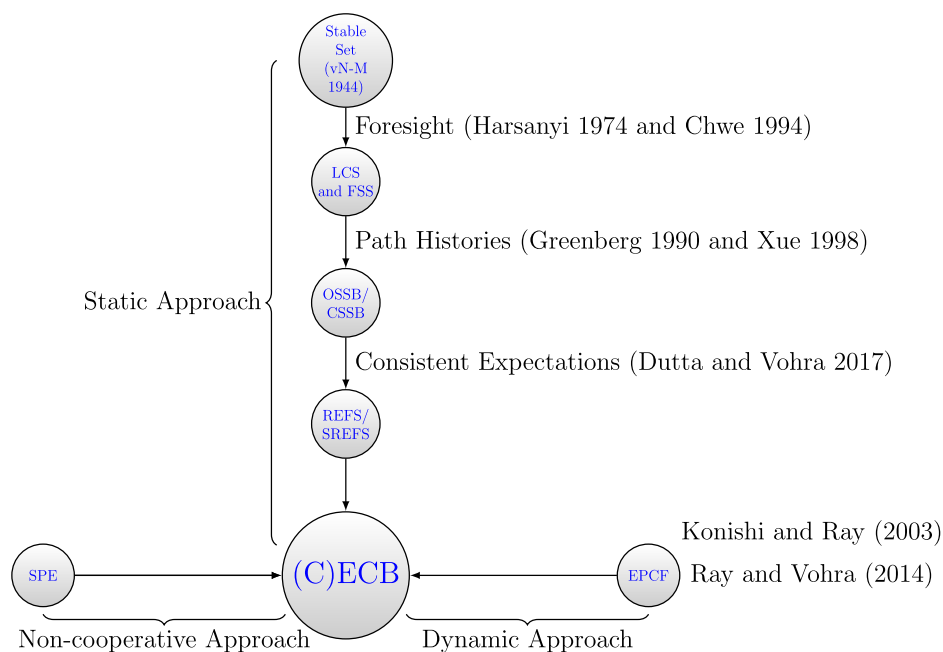 Stable
Set
(vN-M
1944)
Foresight (Harsanyi 1974 and Chwe 1994)
LCS
and FSS
Path Histories (Greenberg 1990 and Xue 1998)
OSSB/
CSSB
Static Approach
Consistent Expectations (Dutta and Vohra 2017)
REFS/
SREFS
Konishi and Ray (2003)
SPE
(C)ECB
EPCF
Ray and Vohra (2014)
Non-cooperative Approach
Dynamic Approach